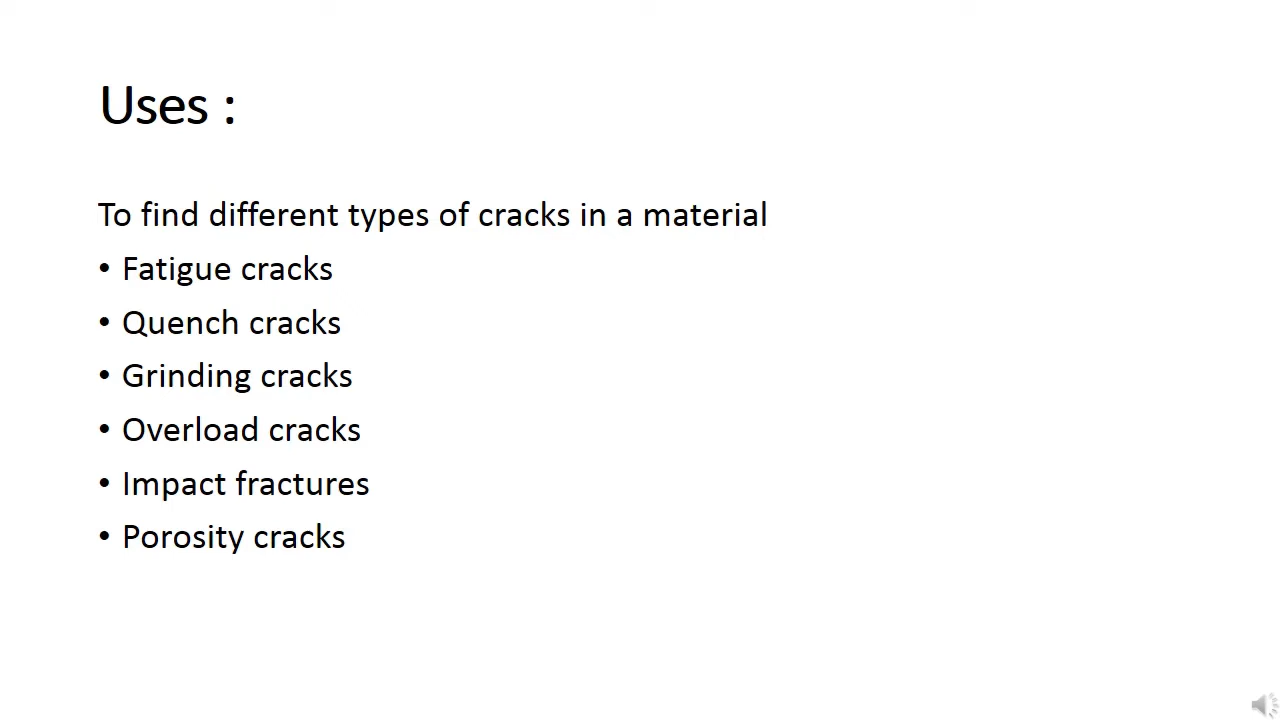 Uses :
To find different types of cracks in a material
• Fatigue cracks
• Quench cracks
• Grinding cracks
• Overload cracks
• Impact fractures
• Porosity cracks